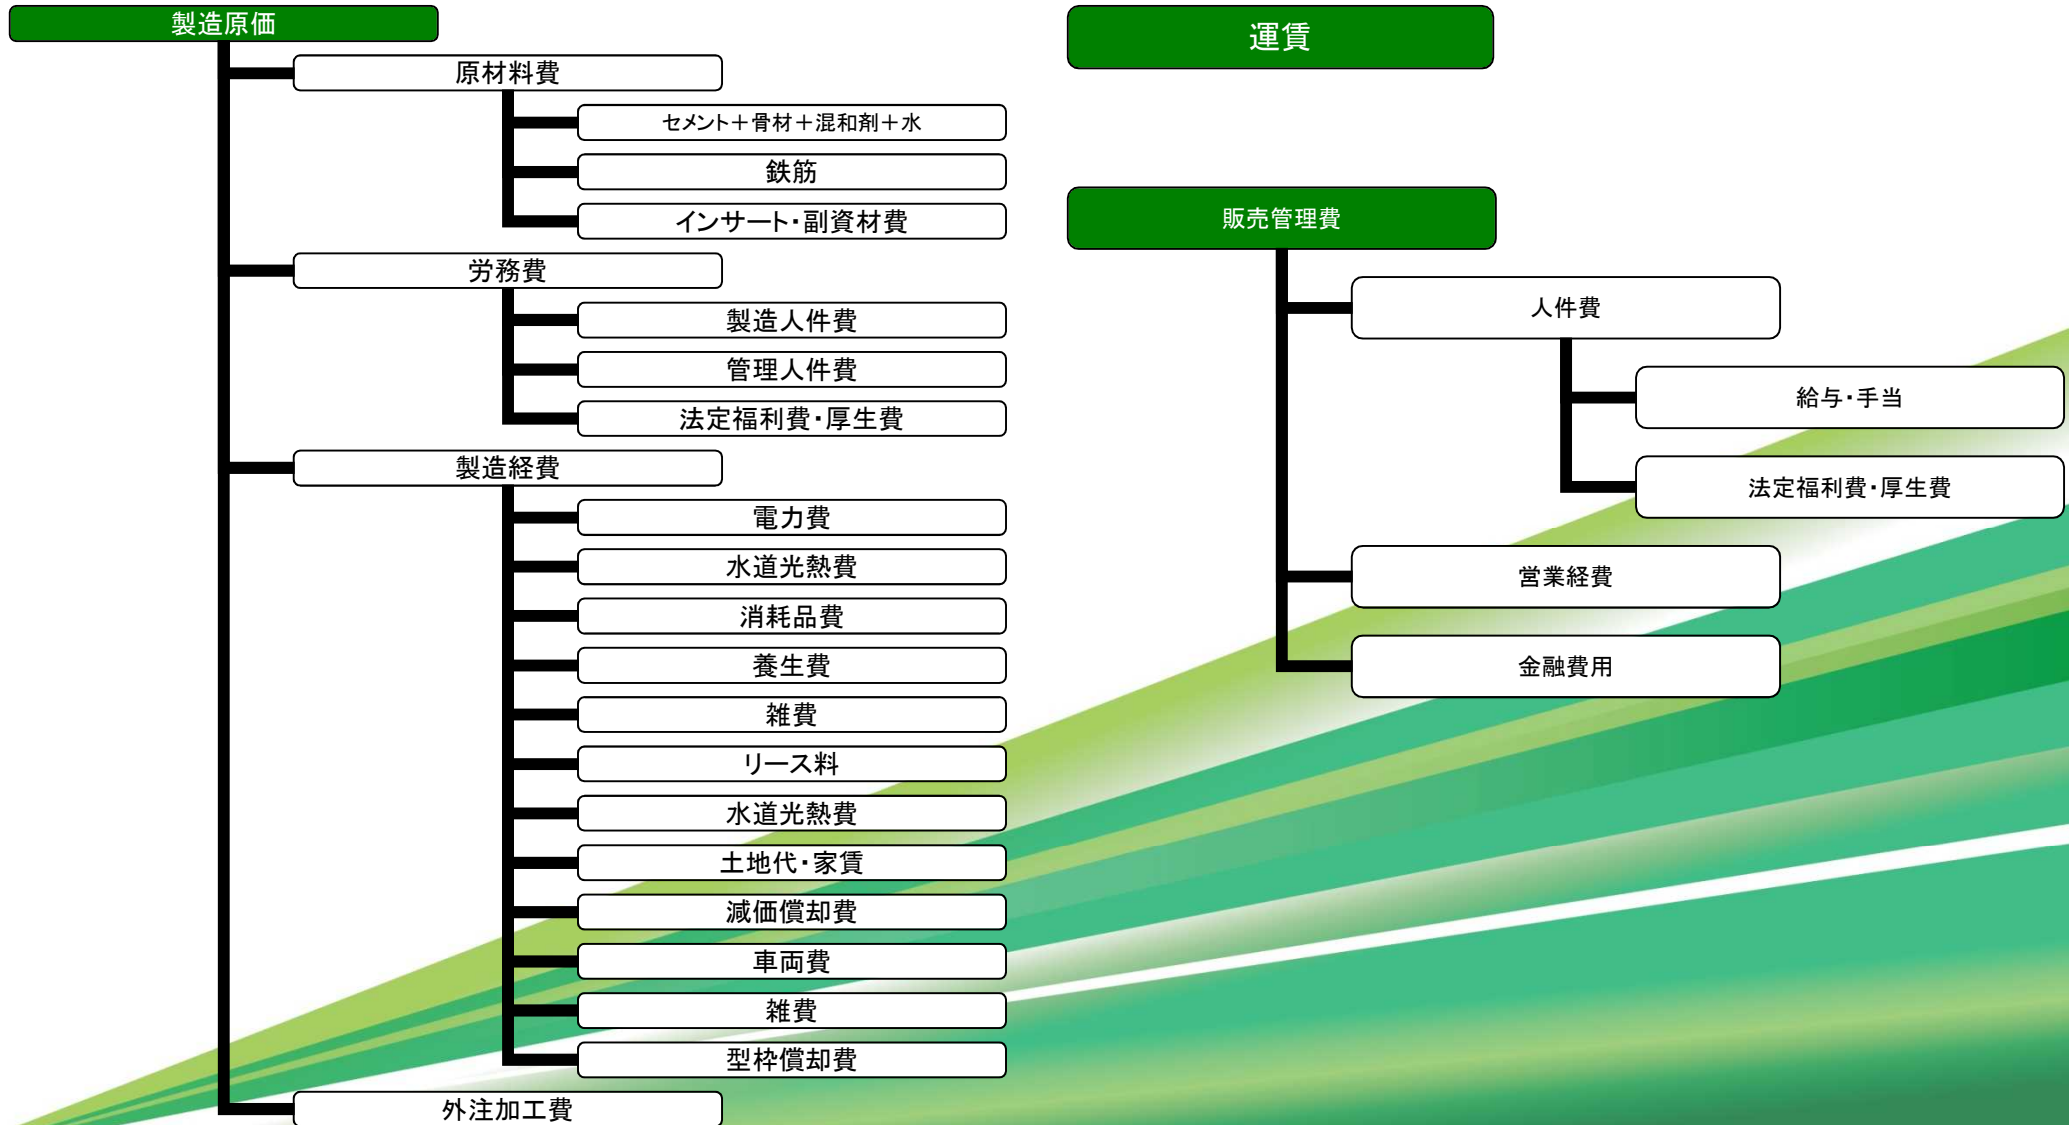 製造原価
原材料費
セメント＋骨材＋混和剤＋水
鉄筋
インサート・副資材費
労務費
製造人件費
管理人件費
法定福利費・厚生費
製造経費
電力費
水道光熱費
消耗品費
養生費
雑費
リース料
水道光熱費
土地代・家賃
減価償却費
車両費
雑費
型枠償却費
外注加工費
運賃
販売管理費
人件費
給与・手当
法定福利費・厚生費
営業経費
金融費用